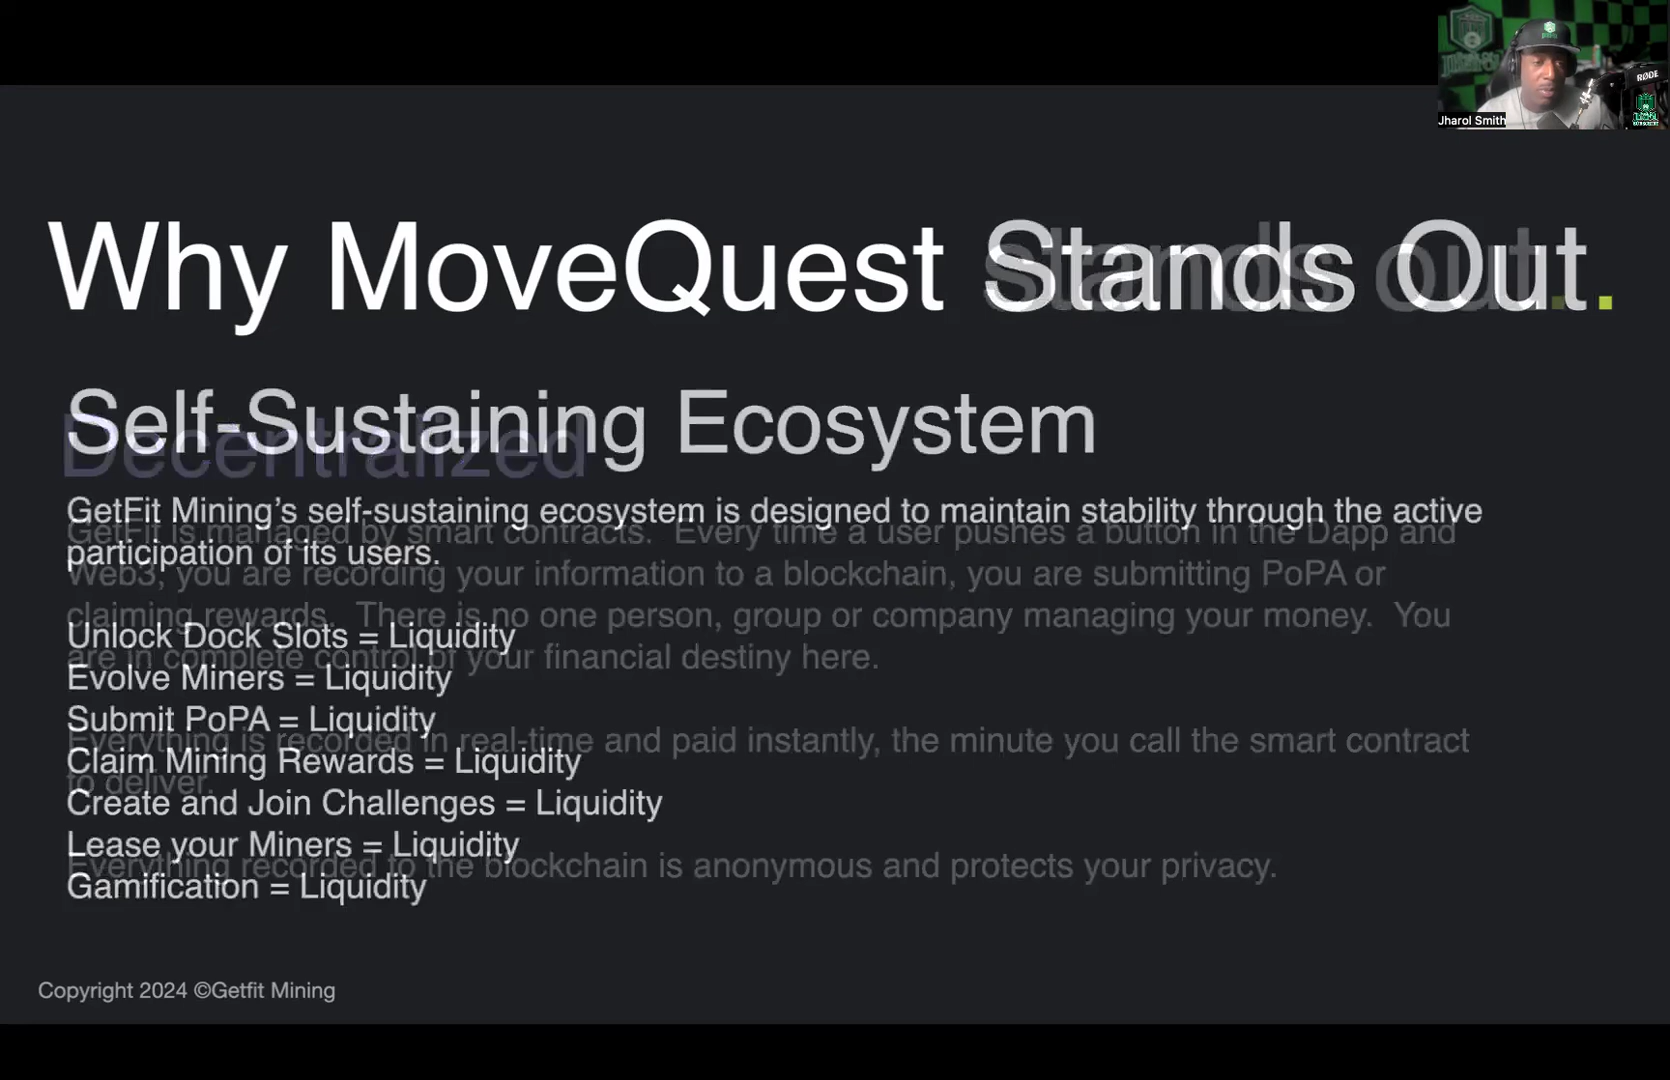 RØDE
Jharol Smith
Why MoveQuest Stands Out.
stands out.
Self-Sustaining Ecosystem
Decentralized
GetFit Mining's self-sustaining ecosystem is designed to maintain stability through the active
participation of its users.
GetFit is managed by smart contracts.  Every time a user pushes a button in the Dapp and
Web3, you are recording your information to a blockchain, you are submitting PoPA or
claiming rewards.  There is no one person, group or company managing your money.  You
are in complete control of your financial destiny here.
Unlock Dock Slots = Liquidity
Evolve Miners = Liquidity
Submit PoPA = Liquidity
Everything is recorded in real-time and paid instantly, the minute you call the smart contract
to deliver.
Claim Mining Rewards = Liquidity
Create and Join Challenges = Liquidity
Lease your Miners = Liquidity
Everything recorded to the blockchain is anonymous and protects your privacy.
Gamification = Liquidity
Copyright 2024 ©Getfit Mining